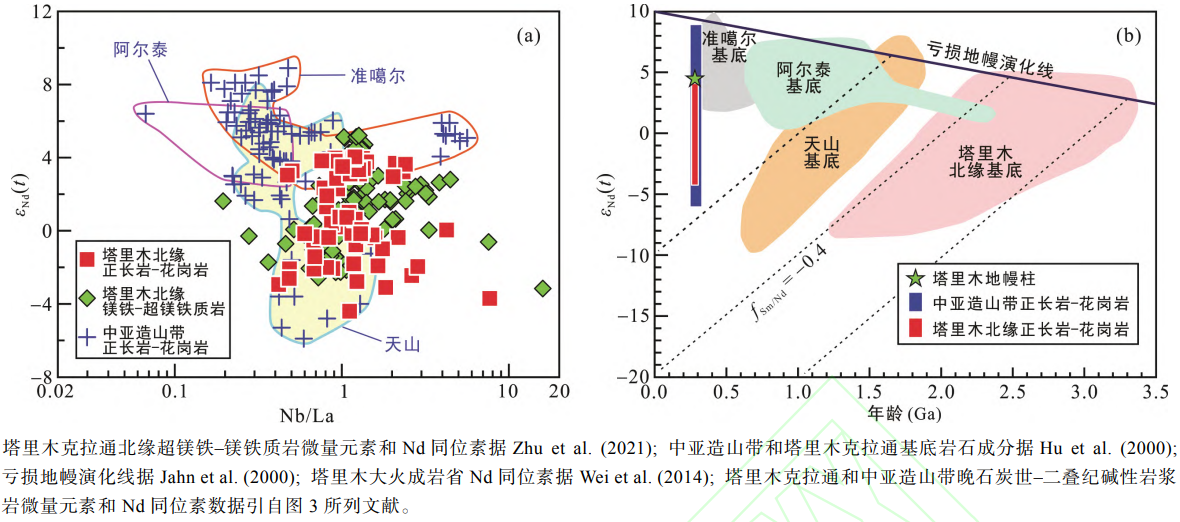 12
8
4
0
−4
−8
εNd(t)
0.02
0.1
1
10
20
Nb/La
(a)
阿尔泰
准噶尔
天山
塔里木北缘
正长岩–花岗岩
塔里木北缘
镁铁–超镁铁质岩
中亚造山带
正长岩–花岗岩
10
5
0
−5
−10
−15
−20
εNd(t)
0.0
0.5
1.0
1.5
2.0
2.5
3.0
3.5
年龄 (Ga)
(b)
准噶尔
基底
阿尔泰
基底
亏损地幔演化线
天山
基底
塔里木
北缘基底
fSm/Nd = −0.4
塔里木地幔柱
中亚造山带正长岩–花岗岩
塔里木北缘正长岩–花岗岩
塔里木克拉通北缘超镁铁–镁铁质岩微量元素和 Nd 同位素据 Zhu et al. (2021); 中亚造山带和塔里木克拉通基底岩石成分据 Hu et al. (2000);
亏损地幔演化线据 Jahn et al. (2000); 塔里木大火成岩省 Nd 同位素据 Wei et al. (2014); 塔里木克拉通和中亚造山带晚石炭世–二叠纪碱性岩浆
岩微量元素和 Nd 同位素数据引自图 3 所列文献。